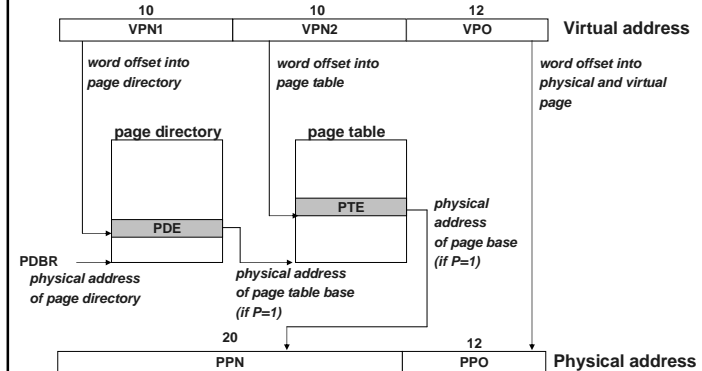 10 10 12
VPN1 VPN2 VPO Virtual address
word offset into
page directory
word offset into
page table
word offset into
physical and virtual
page
page directory
page table
PDE
PTE
physical
address
of page base
(if P=1)
PDBR
physical address
of page directory
physical address
of page table base
(if P=1)
20 12
PPN PPO Physical address